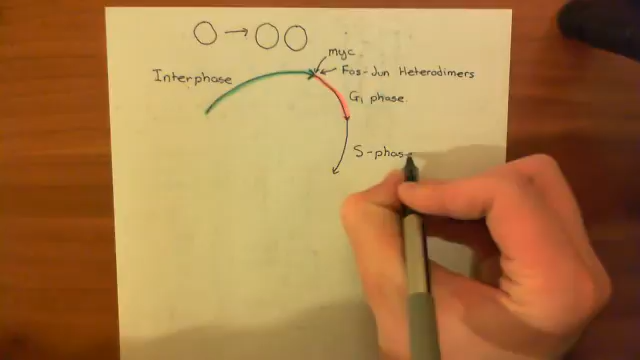 myc
Interphase
Fos-Jun Heterodimers
G1 phase.
S-phas